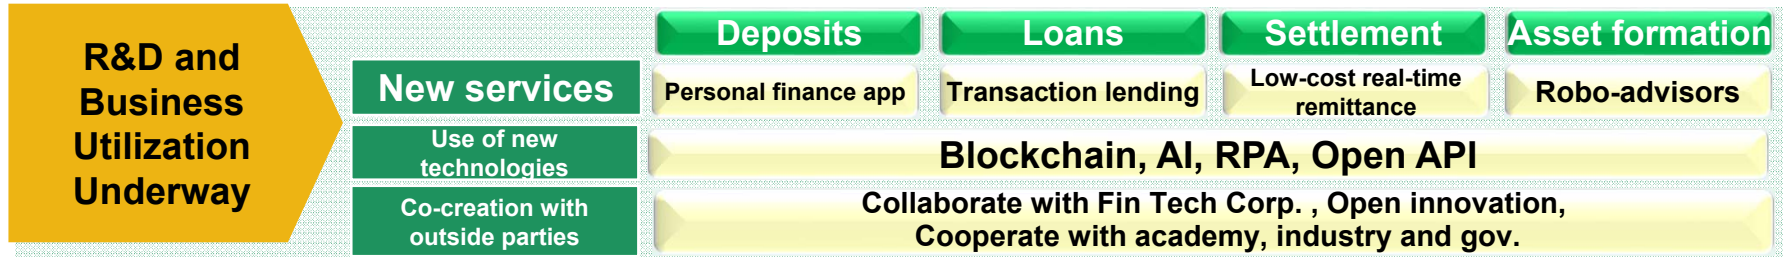 R&D and
Business
Utilization
Underway
Deposits
Loans
Settlement
Asset formation
New services
Personal finance app
Transaction lending
Low-cost real-time
remittance
Robo-advisors
Use of new
technologies
Blockchain, AI, RPA, Open API
Co-creation with
outside parties
Collaborate with Fin Tech Corp. , Open innovation,
Cooperate with academy, industry and gov.